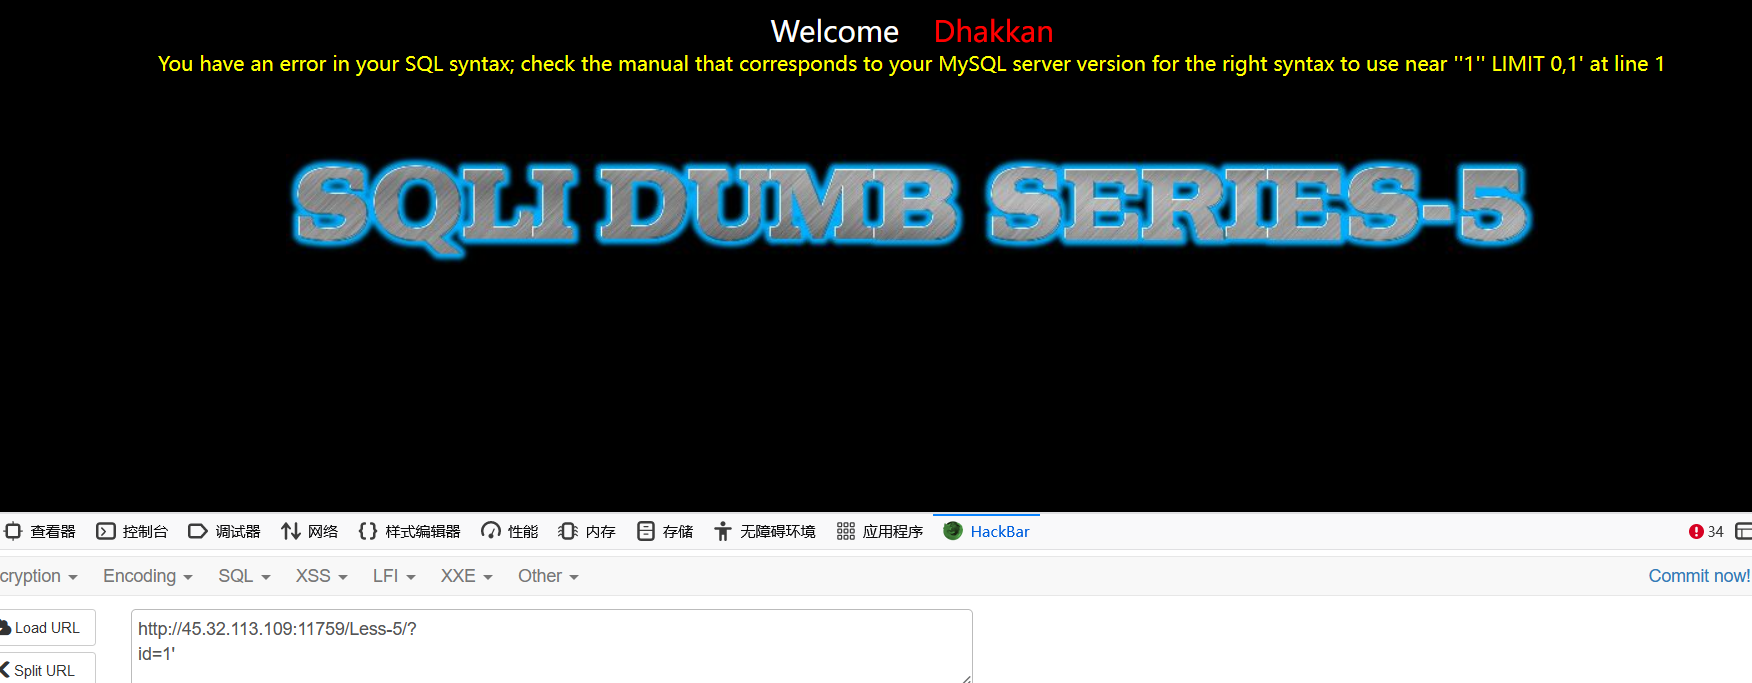 Welcome Dhakkan
You have an error in your SQL syntax; check the manual that corresponds to your MySQL server version for the right syntax to use near ''1'' LIMIT 0,1' at line 1
SQLI DUMB SERIES-5
查看器 控制台 调试器 网络 样式编辑器 性能 内存 存储 无障碍环境 应用程序 HackBar 34
cryption Encoding SQL XSS LFI XXE Other Commit now!
Load URL http://45.32.113.109:11759/Less-5/?
id=1'
Split URL